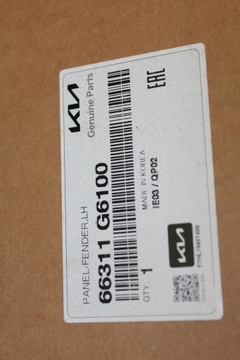 KIA
Genuine Parts
EAC
PANEL-FENDER,LH
66311 G6100
QTY. 1
MADE IN KOREA
IE03 / QP02
KIA